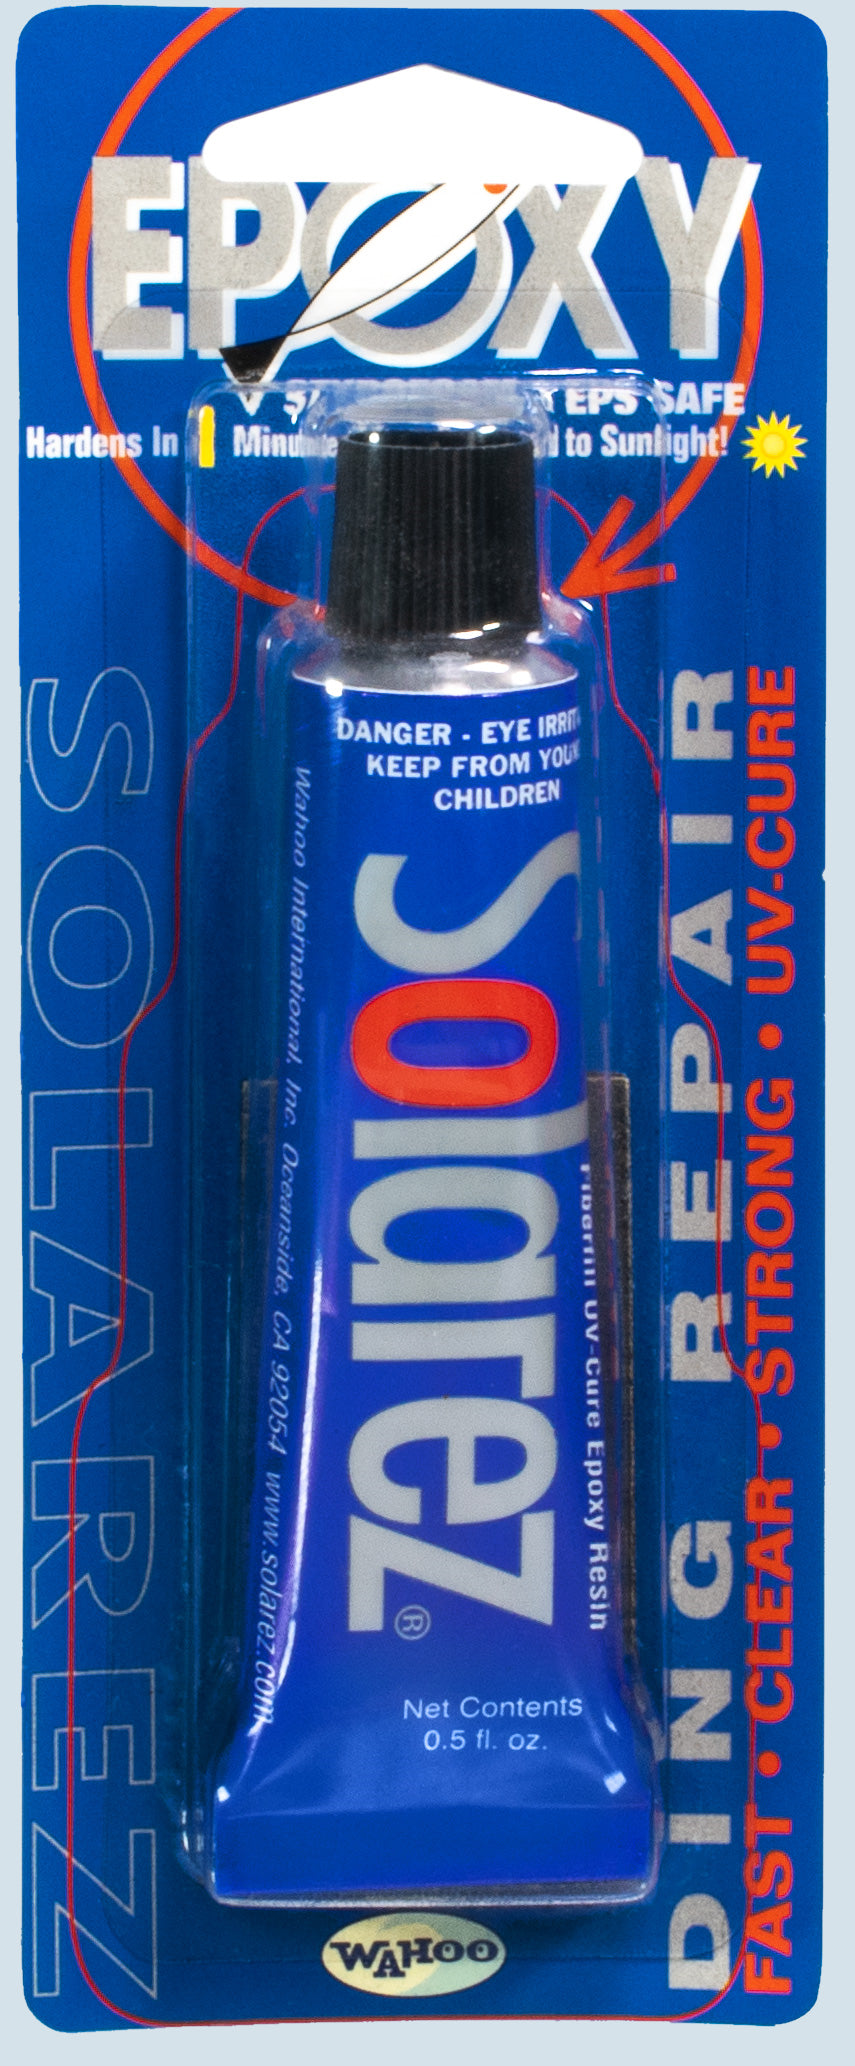 EPOXY
EPS SAFE
Hardens In 1 to Sunlight!
DANGER - EYE
KEEP FROM
CHILDREN
Solarez®
UV-Cure Epoxy Resin
Wahoo International, Inc. Oceanside, CA 92054 www.solarez.com
Net Contents
0.5 fl. oz.
SOLAREZ
DING REPAIR
FAST • CLEAR • STRONG • UV-CURE
WAHOO